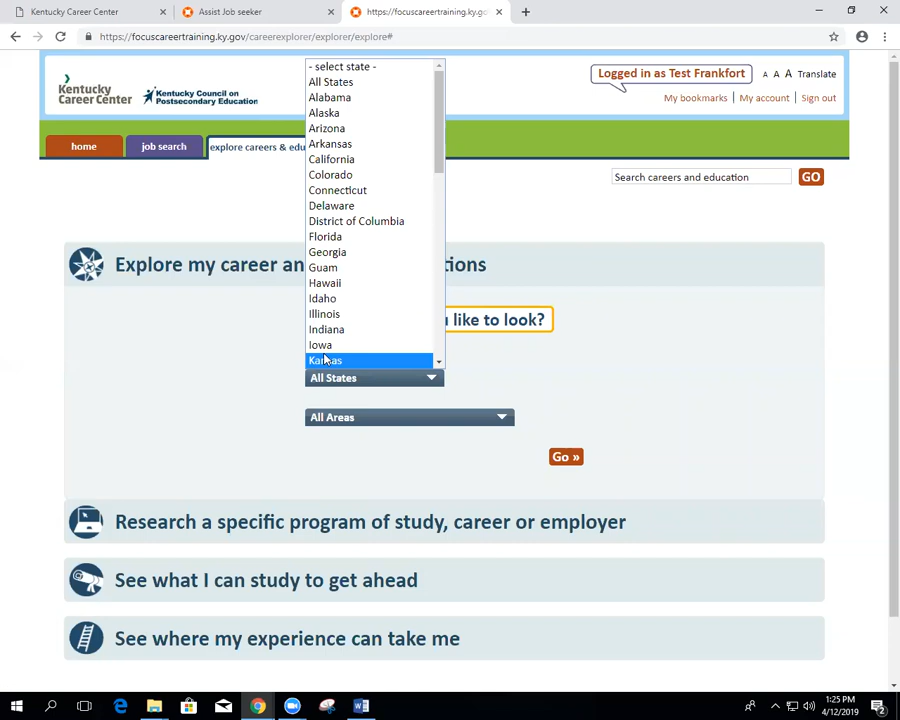 Kentucky Career Center
Assist Job seeker
https://focuscareertraining.ky.go
https://focuscareertraining.ky.gov/careerexplorer/explorer/explore#
Kentucky
Career Center
Kentucky Council on
Postsecondary Education
Logged in as Test Frankfort
A A A Translate
My bookmarks
My account
Sign out
home
job search
explore careers & edu
Search careers and education
GO
- select state -
All States
Alabama
Alaska
Arizona
Arkansas
California
Colorado
Connecticut
Delaware
District of Columbia
Florida
Georgia
Guam
Hawaii
Idaho
Illinois
Indiana
Iowa
Kansas
Explore my career an
like to look?
All States
All Areas
Go »
Research a specific program of study, career or employer
See what I can study to get ahead
See where my experience can take me
1:25 PM
4/12/2019
2